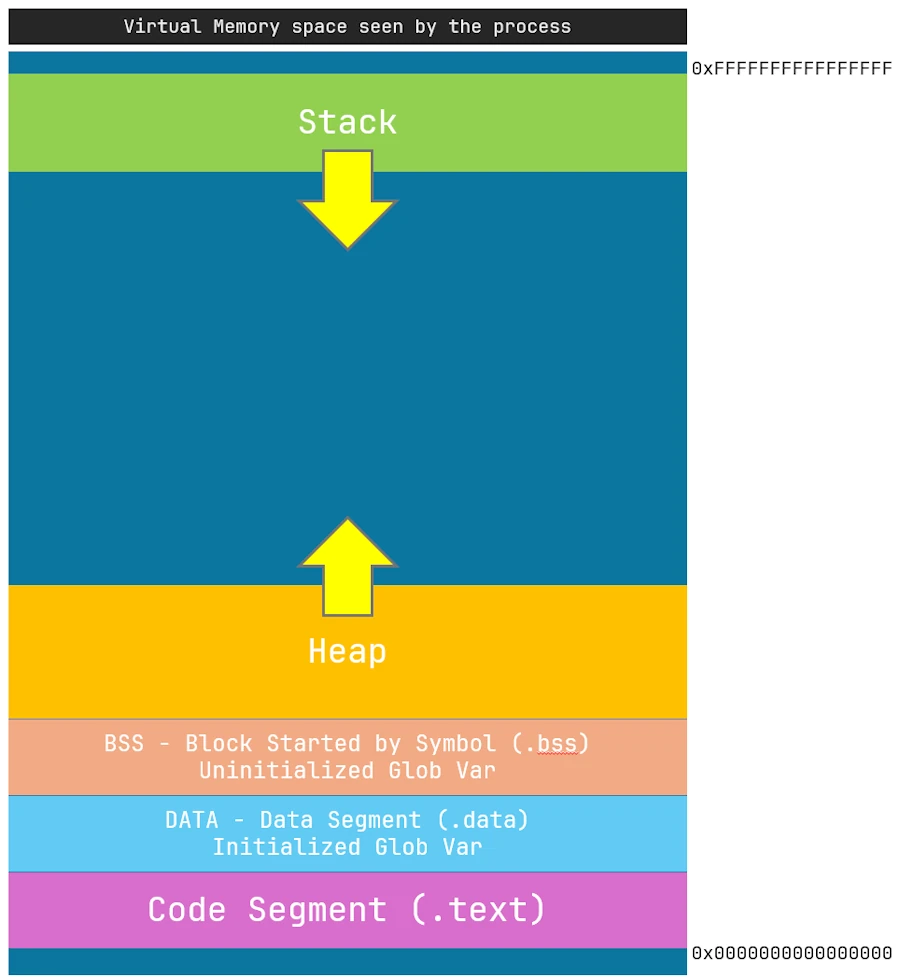 Virtual Memory space seen by the process
0xFFFFFFFFFFFFFFFF
Stack
Heap
BSS - Block Started by Symbol (.bss)
Uninitialized Glob Var
DATA - Data Segment (.data)
Initialized Glob Var
Code Segment (.text)
0x0000000000000000